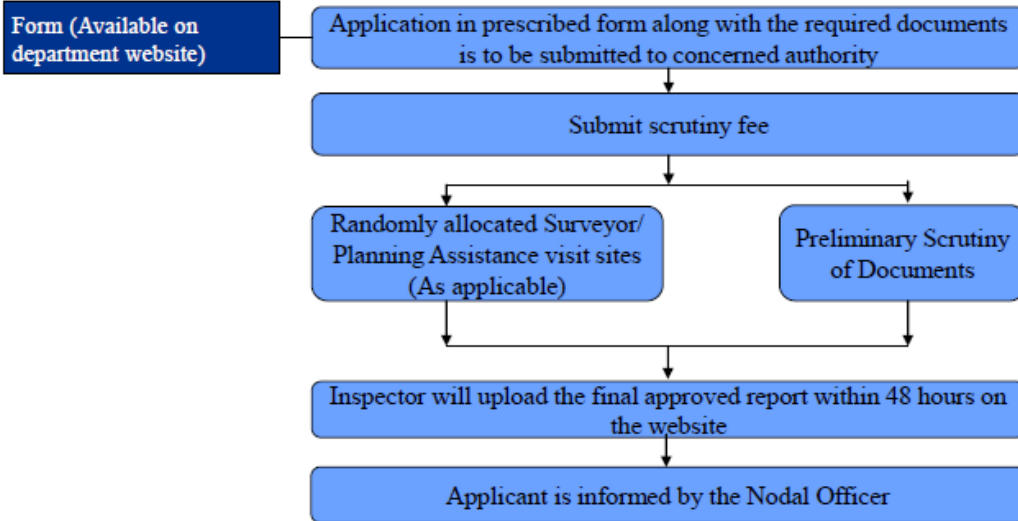 Form (Available on
department website)
Application in prescribed form along with the required documents
is to be submitted to concerned authority
Submit scrutiny fee
Randomly allocated Surveyor/
Planning Assistance visit sites
(As applicable)
Preliminary Scrutiny
of Documents
Inspector will upload the final approved report within 48 hours on
the website
Applicant is informed by the Nodal Officer